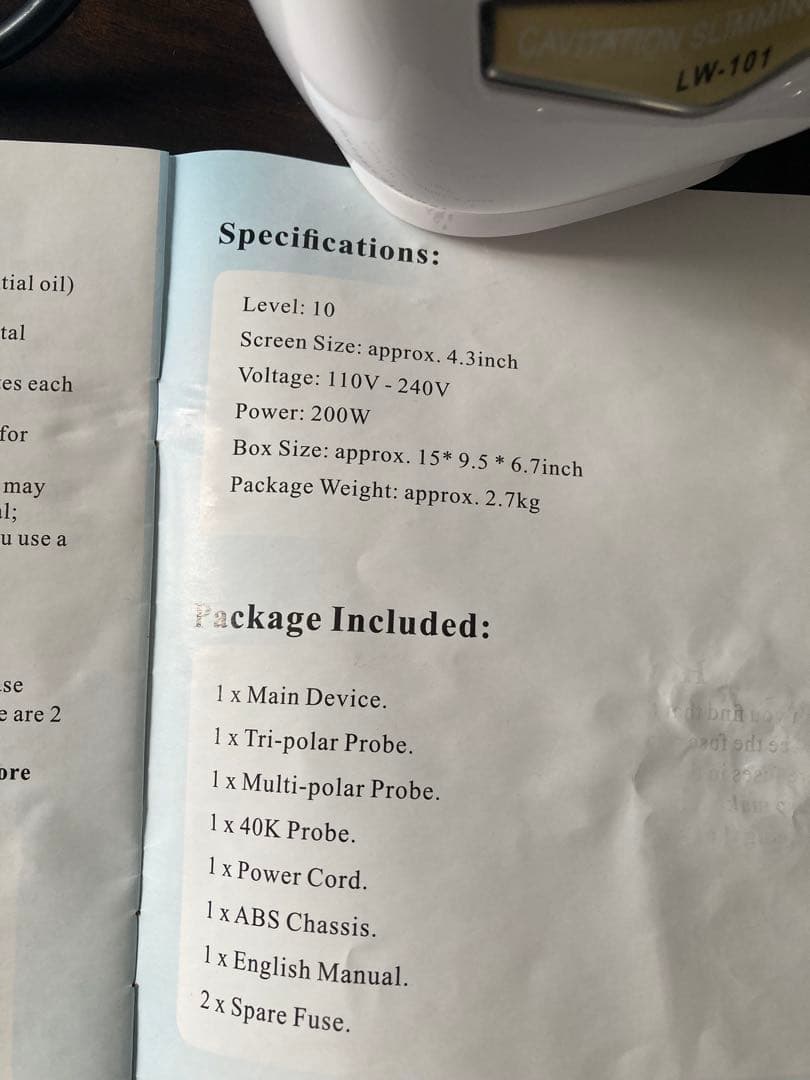 CAVITATION SLIMMIN
LW-101
tial oil)
tal
es each
for
may
al;
u use a
se
e are 2
ore
Specifications:
Level: 10
Screen Size: approx. 4.3inch
Voltage: 110V - 240V
Power: 200W
Box Size: approx. 15* 9.5 * 6.7inch
Package Weight: approx. 2.7kg
Package Included:
1 x Main Device.
1 x Tri-polar Probe.
1 x Multi-polar Probe.
1 x 40K Probe.
1 x Power Cord.
1 x ABS Chassis.
1 x English Manual.
2 x Spare Fuse.